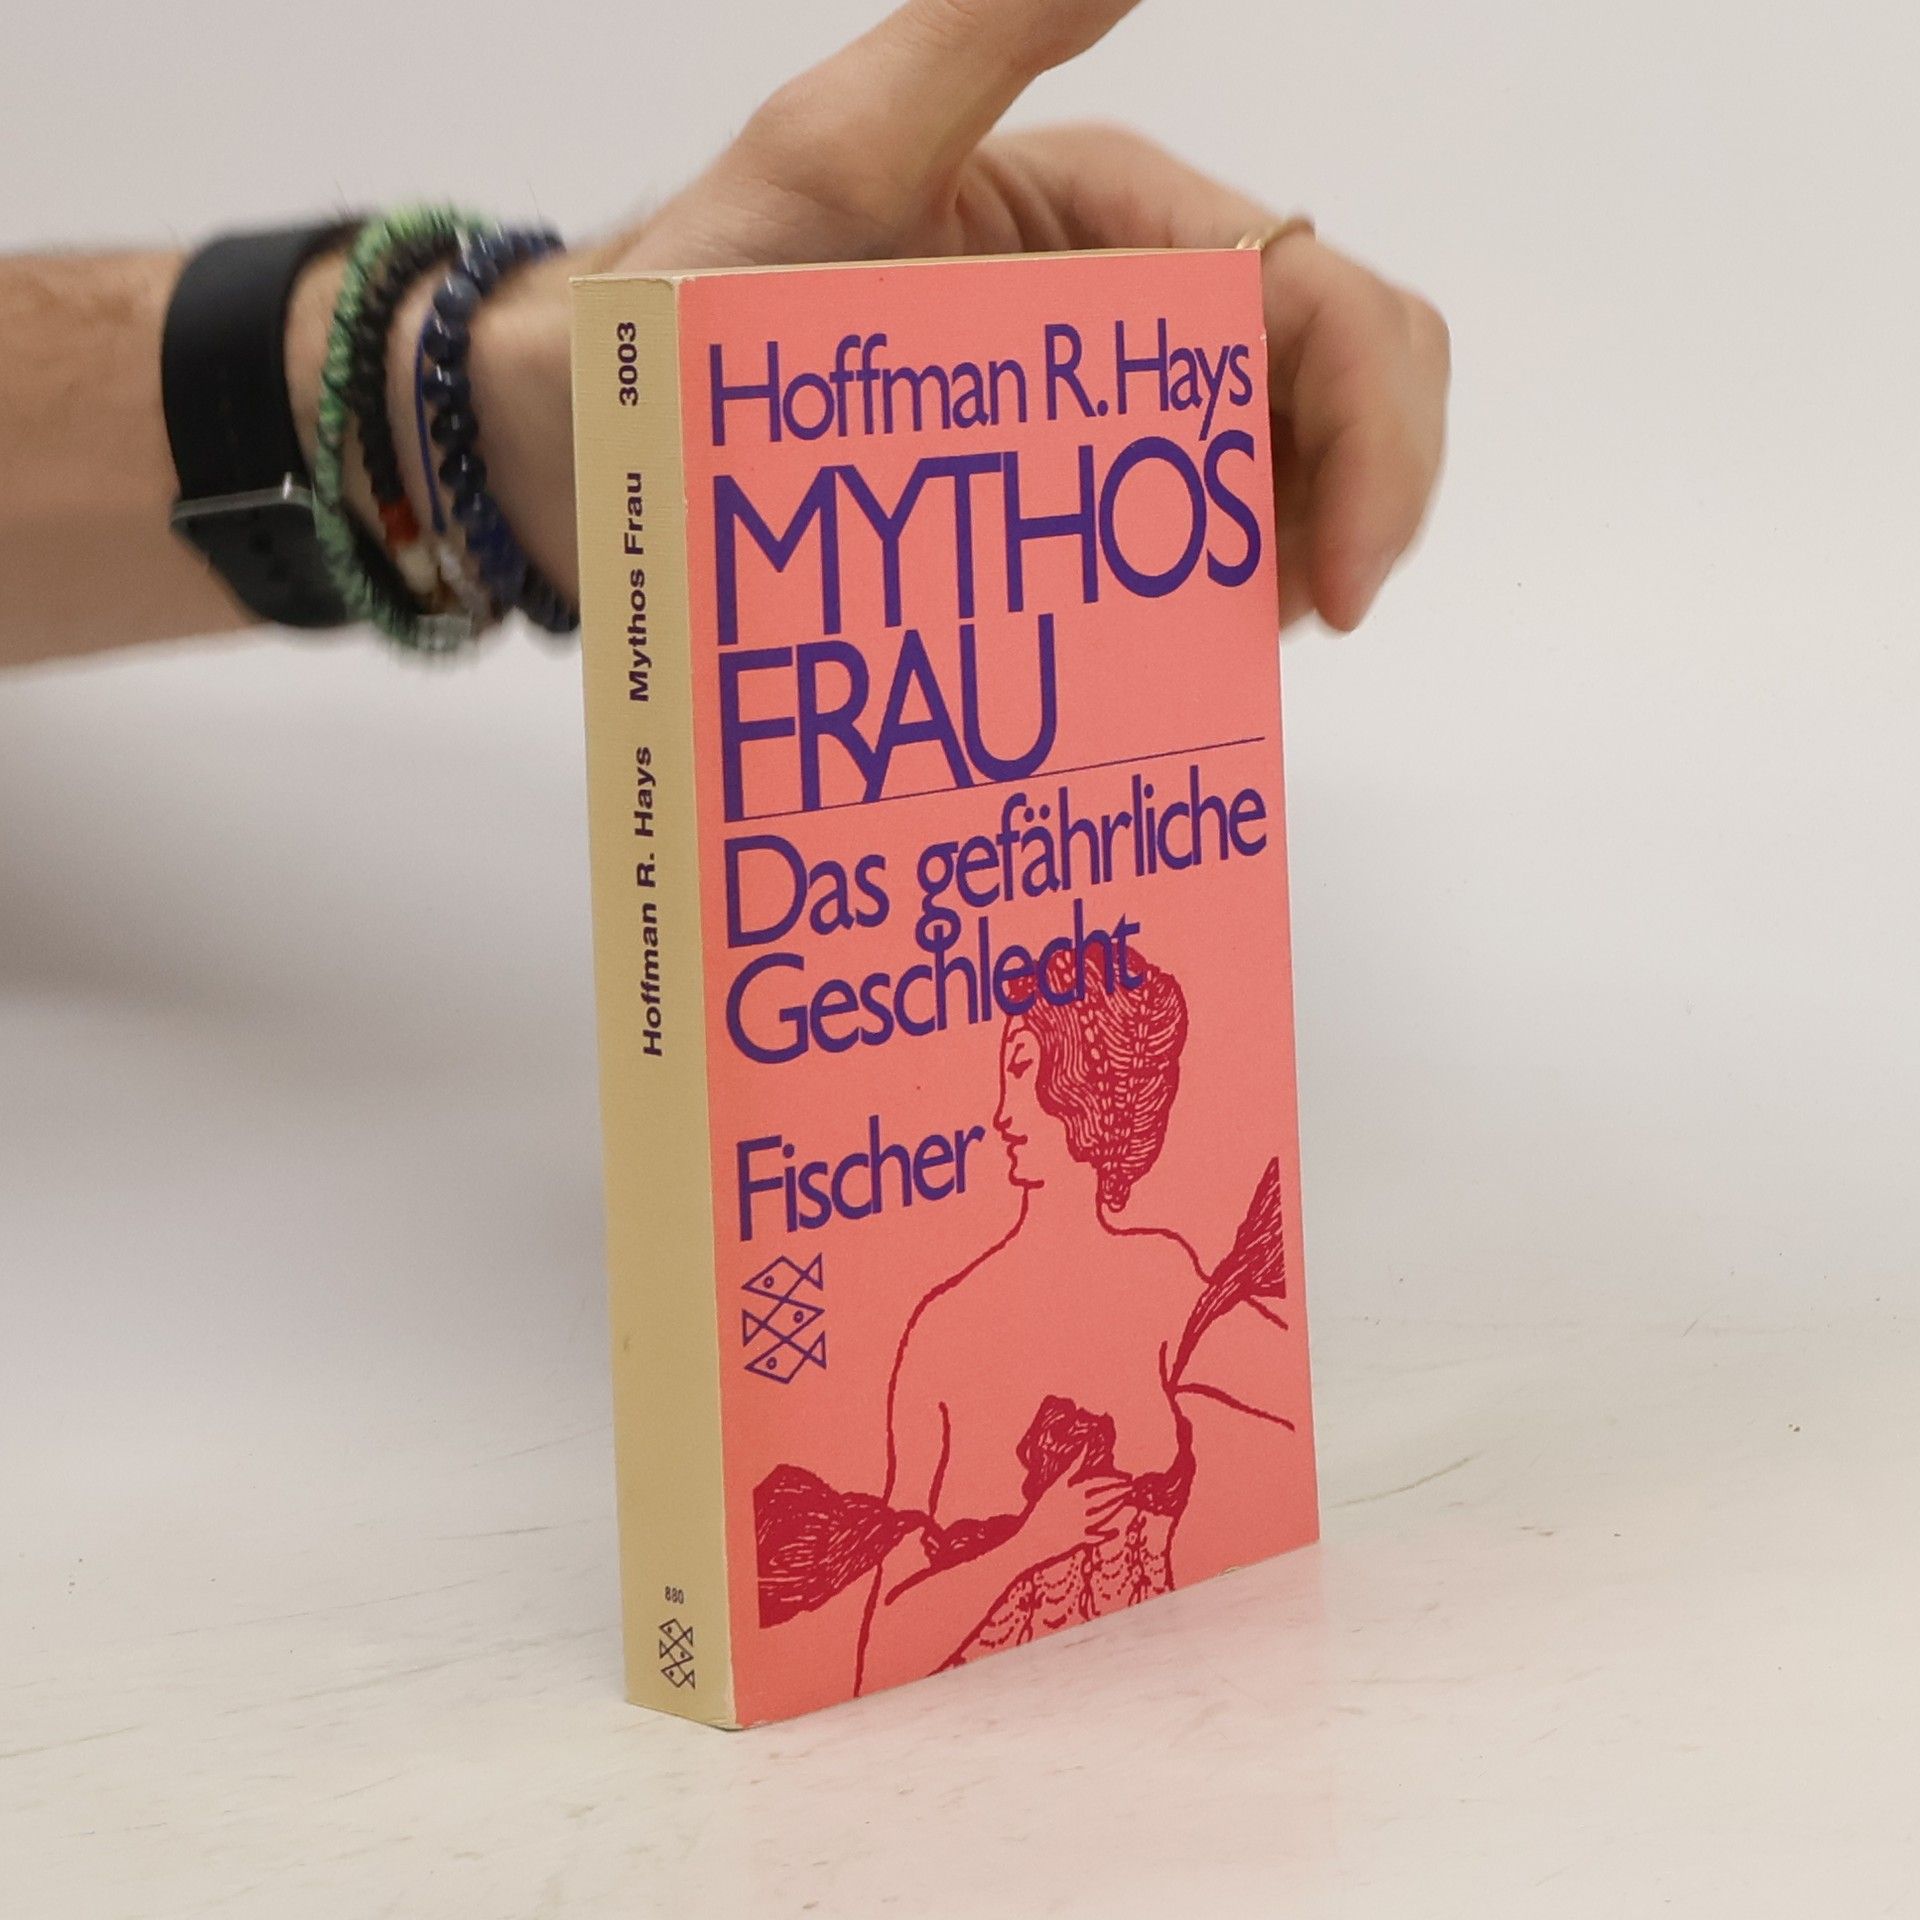 Hoffman R. Hays
MYTHOS
FRAU
Das gefährliche
Geschlecht
Fischer
Hoffman R. Hays Mythos Frau 3003
880